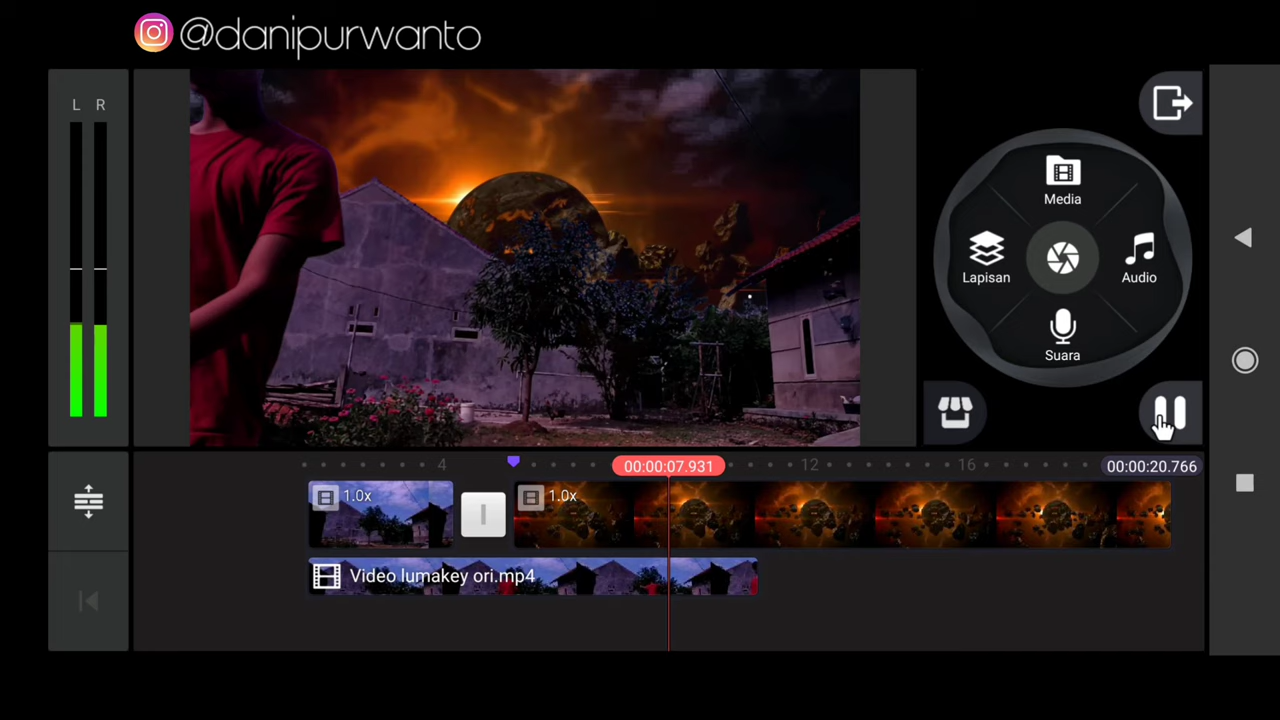 @danipurwanto
L R
Media
Lapisan
Audio
Suara
4
00:00:07.931
12
16
00:00:20.766
1.0x
1.0x
Video lumakey ori.mp4